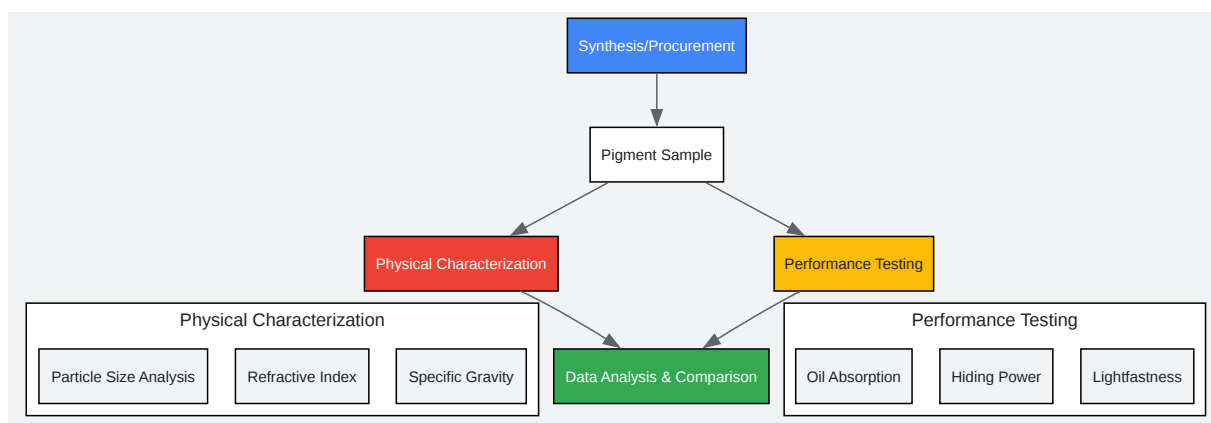 Synthesis/Procurement
Pigment Sample
Physical Characterization
Performance Testing
Physical Characterization
Particle Size Analysis
Refractive Index
Specific Gravity
Data Analysis & Comparison
Performance Testing
Oil Absorption
Hiding Power
Lightfastness